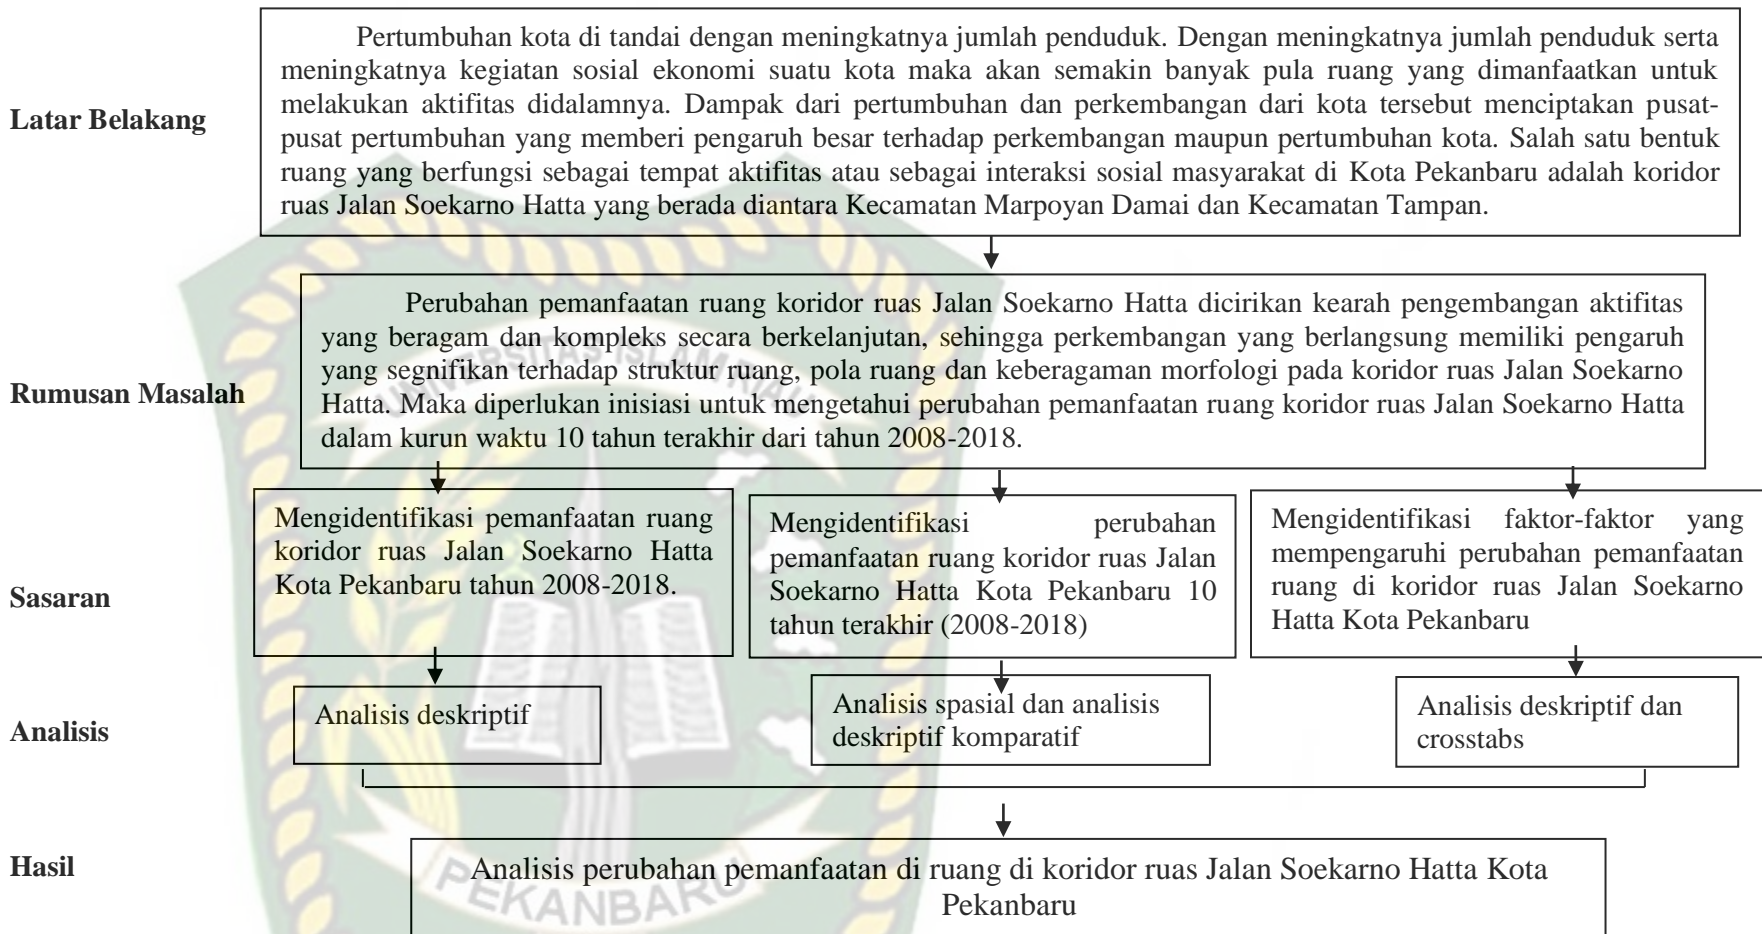 Latar Belakang
Pertumbuhan kota di tandai dengan meningkatnya jumlah penduduk. Dengan meningkatnya jumlah penduduk serta
meningkatnya kegiatan sosial ekonomi suatu kota maka akan semakin banyak pula ruang yang dimanfaatkan untuk
melakukan aktifitas didalamnya. Dampak dari pertumbuhan dan perkembangan dari kota tersebut menciptakan pusat-
pusat pertumbuhan yang memberi pengaruh besar terhadap perkembangan maupun pertumbuhan kota. Salah satu bentuk
ruang yang berfungsi sebagai tempat aktifitas atau sebagai interaksi sosial masyarakat di Kota Pekanbaru adalah koridor
ruas Jalan Soekarno Hatta yang berada diantara Kecamatan Marpoyan Damai dan Kecamatan Tampan.
Rumusan Masalah
Perubahan pemanfaatan ruang koridor ruas Jalan Soekarno Hatta dicirikan kearah pengembangan aktifitas
yang beragam dan kompleks secara berkelanjutan, sehingga perkembangan yang berlangsung memiliki pengaruh
yang segnifikan terhadap struktur ruang, pola ruang dan keberagaman morfologi pada koridor ruas Jalan Soekarno
Hatta. Maka diperlukan inisiasi untuk mengetahui perubahan pemanfaatan ruang koridor ruas Jalan Soekarno Hatta
dalam kurun waktu 10 tahun terakhir dari tahun 2008-2018.
UNIVERSITAS ISLAM RIAU
Sasaran
Mengidentifikasi pemanfaatan ruang
koridor ruas Jalan Soekarno Hatta
Kota Pekanbaru tahun 2008-2018.
Mengidentifikasi perubahan
pemanfaatan ruang koridor ruas Jalan
Soekarno Hatta Kota Pekanbaru 10
tahun terakhir (2008-2018)
Mengidentifikasi faktor-faktor yang
mempengaruhi perubahan pemanfaatan
ruang di koridor ruas Jalan Soekarno
Hatta Kota Pekanbaru
Analisis
Analisis deskriptif
Analisis spasial dan analisis
deskriptif komparatif
Analisis deskriptif dan
crosstabs
Hasil
Analisis perubahan pemanfaatan di ruang di koridor ruas Jalan Soekarno Hatta Kota
Pekanbaru
PEKANBARU